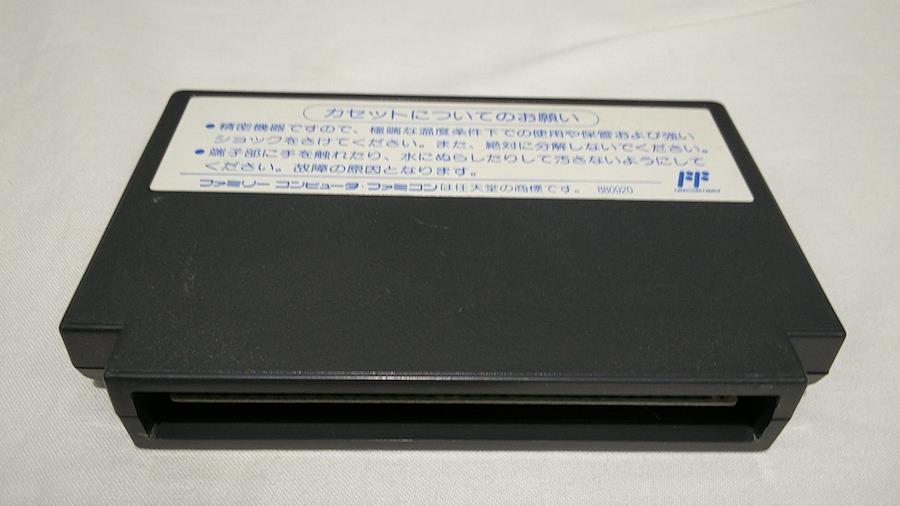 カセットについてのお願い
●精密機器ですので、極端な温度条件下での使用や保管および強い
ショックをさけてください。また、絶対に分解しないでください。
●端子部に手を触れたり、水にぬらしたりして汚さないようにして
ください。故障の原因となります。
ファミリーコンピュータ・ファミコンは任天堂の商標です。 880920